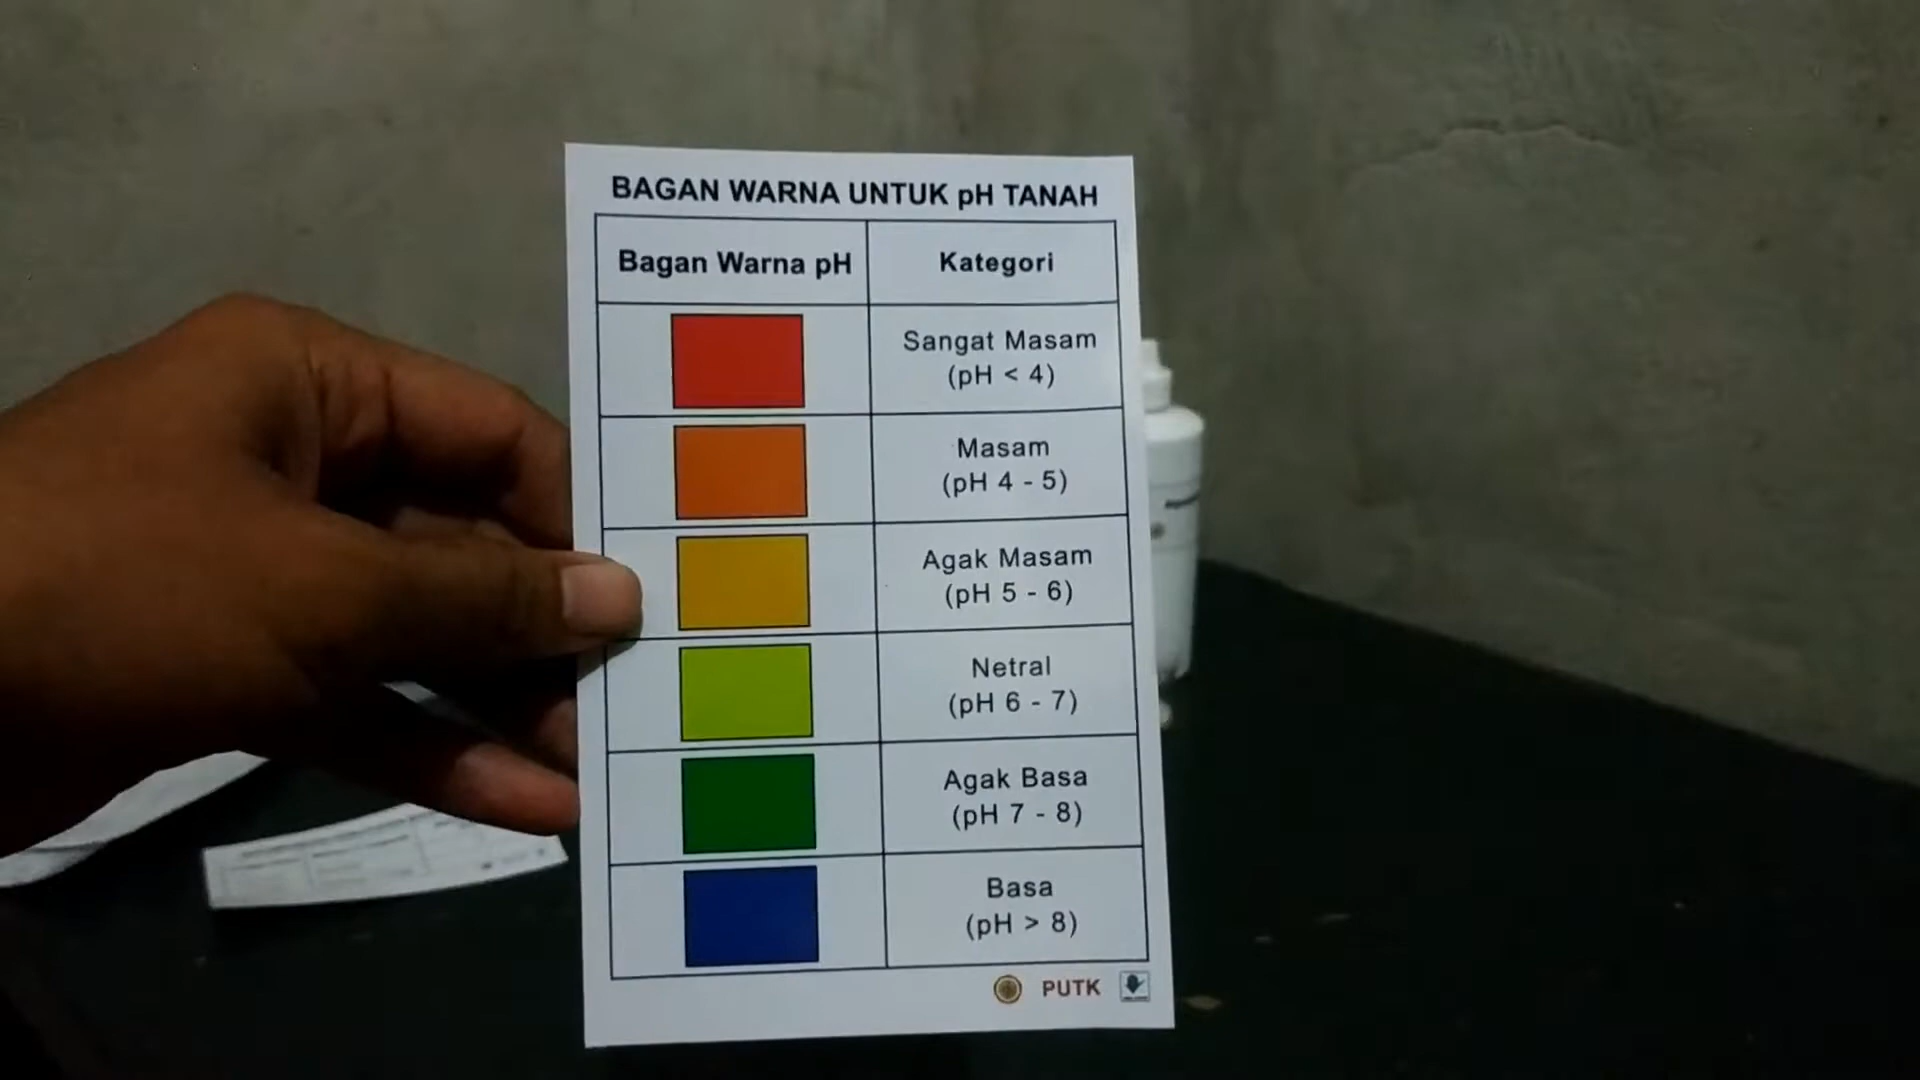 BAGAN WARNA UNTUK pH TANAH
Bagan Warna pH
Kategori
Sangat Masam
(pH < 4)
Masam
(pH 4 - 5)
Agak Masam
(pH 5 - 6)
Netral
(pH 6 - 7)
Agak Basa
(pH 7 - 8)
Basa
(pH > 8)
PUTK